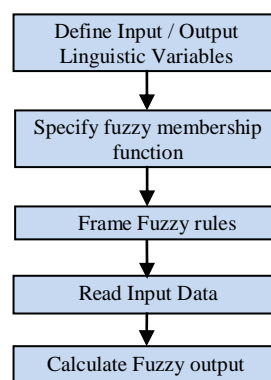 Define Input / Output
Linguistic Variables
Specify fuzzy membership
function
Frame Fuzzy rules
Read Input Data
Calculate Fuzzy output